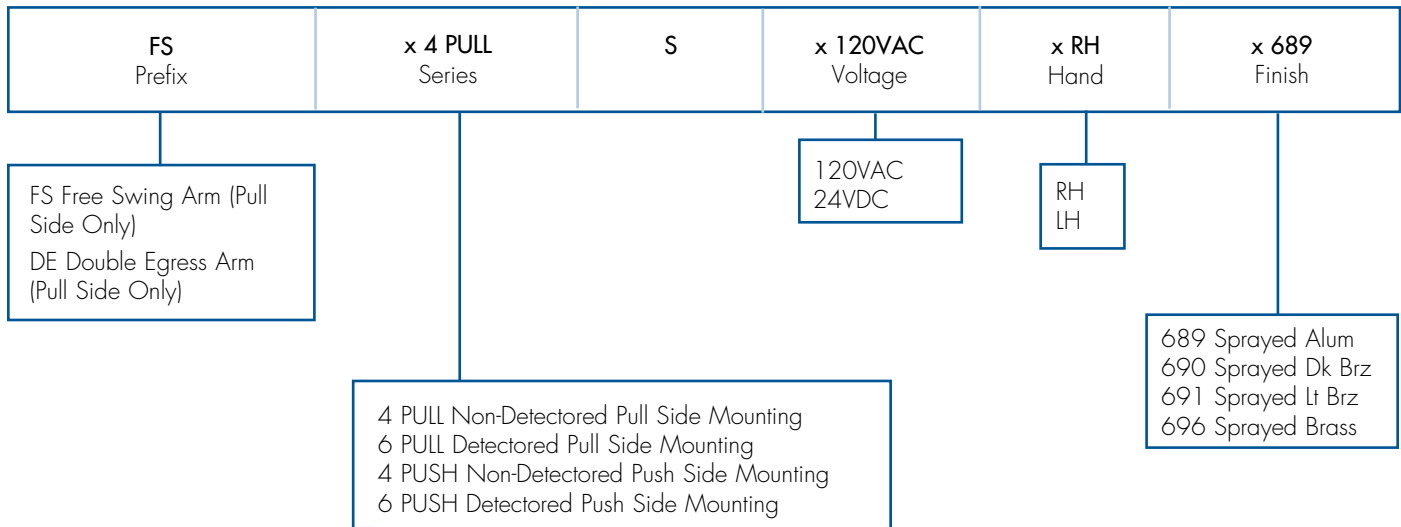 FS
Prefix
x 4 PULL
Series
S
x 120VAC
Voltage
x RH
Hand
x 689
Finish
FS Free Swing Arm (Pull
Side Only)
DE Double Egress Arm
(Pull Side Only)
120VAC
24VDC
RH
LH
689 Sprayed Alum
690 Sprayed Dk Brz
691 Sprayed Lt Brz
696 Sprayed Brass
4 PULL Non-Detectored Pull Side Mounting
6 PULL Detectored Pull Side Mounting
4 PUSH Non-Detectored Push Side Mounting
6 PUSH Detectored Push Side Mounting